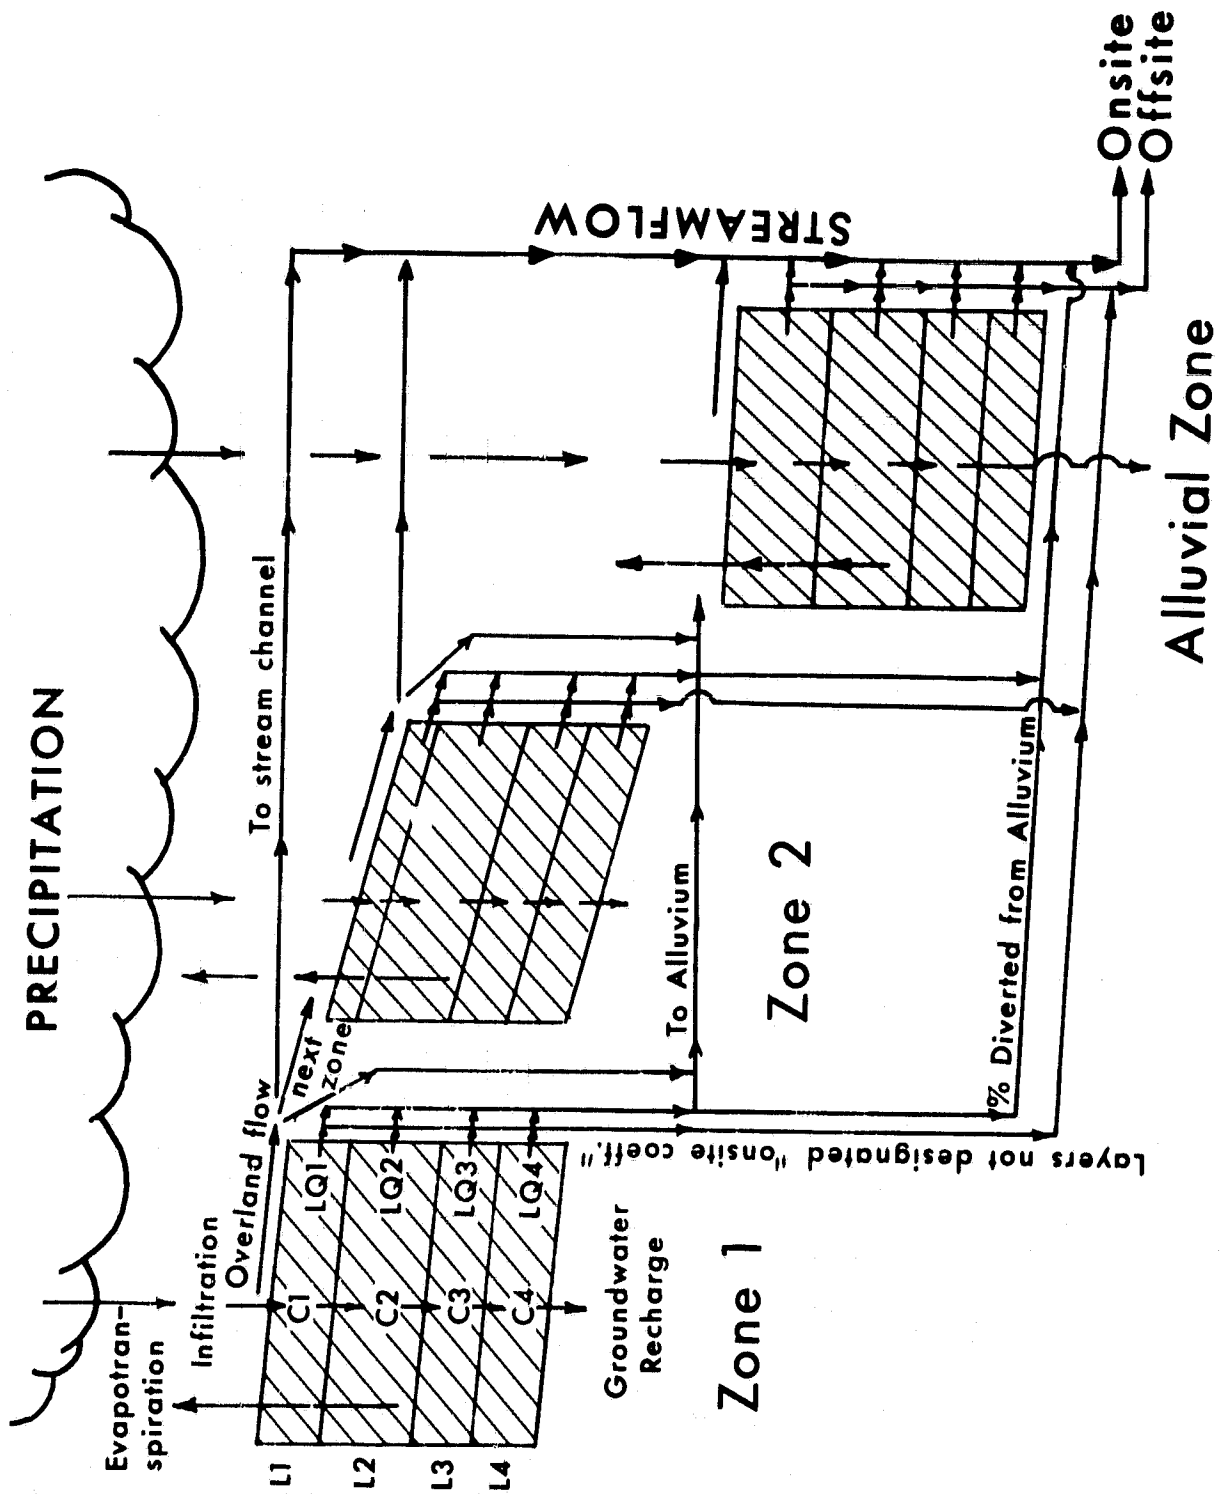 PRECIPITATION
Evapotran-
spiration
Infiltration
Overland flow
next
zone
To stream channel
STREAMFLOW
L1
L2
L3
L4
C1
C2
C3
C4
LQ1
LQ2
LQ3
LQ4
Groundwater
Recharge
Layers not designated "onsite coeff."
To Alluvium
% Diverted from Alluvium
Zone 1
Zone 2
Alluvial Zone
Onsite
Offsite